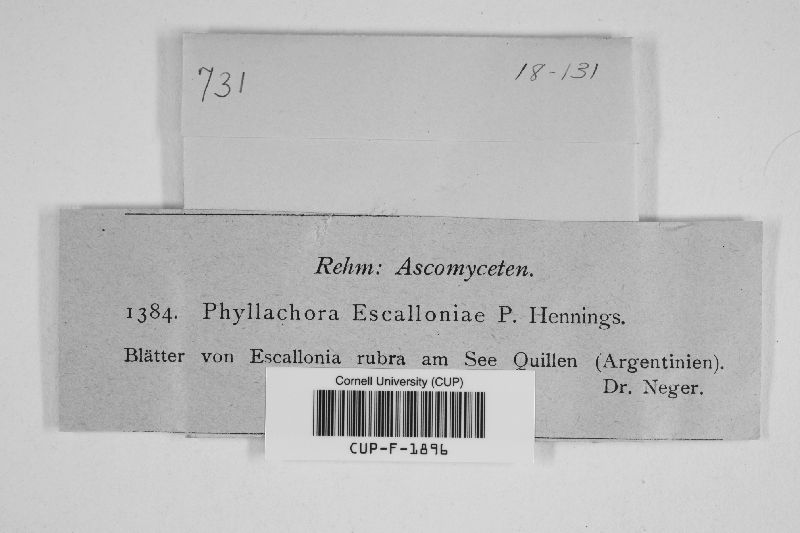 731 18-131
Rehm: Ascomyceten.
1384. Phyllachora Escalloniae P. Hennings.
Blätter von Escallonia rubra am See Quillen (Argentinien).
Dr. Neger.
Cornell University (CUP)
CUP-F-1896